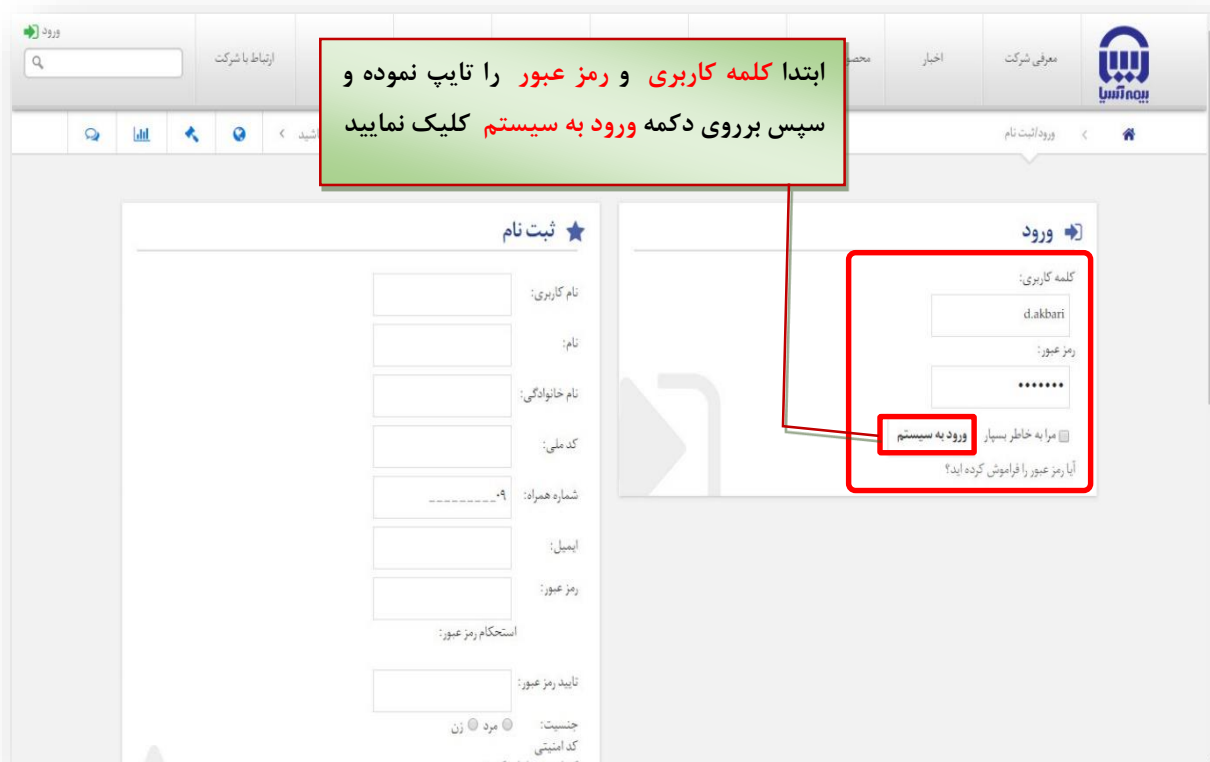 ورود
معرفی شرکت
اخبار
ارتباط با شرکت
بیمه آسیا
ابتدا کلمه کاربری و رمز عبور را تایپ نموده و
سپس برروی دکمه ورود به سیستم کلیک نمایید
ورود/ثبت نام
ورود
کلمه کاربری:
d.akbari
رمز عبور:
•••••••
مرا به خاطر بسپار ورود به سیستم
آیا رمز عبور را فراموش کرده اید؟
ثبت نام
نام کاربری:
نام:
نام خانوادگی:
کد ملی:
شماره همراه: ۰۹_________
ایمیل:
رمز عبور:
استحکام رمز عبور:
تایید رمز عبور:
جنسیت: مرد زن
کد امنیتی